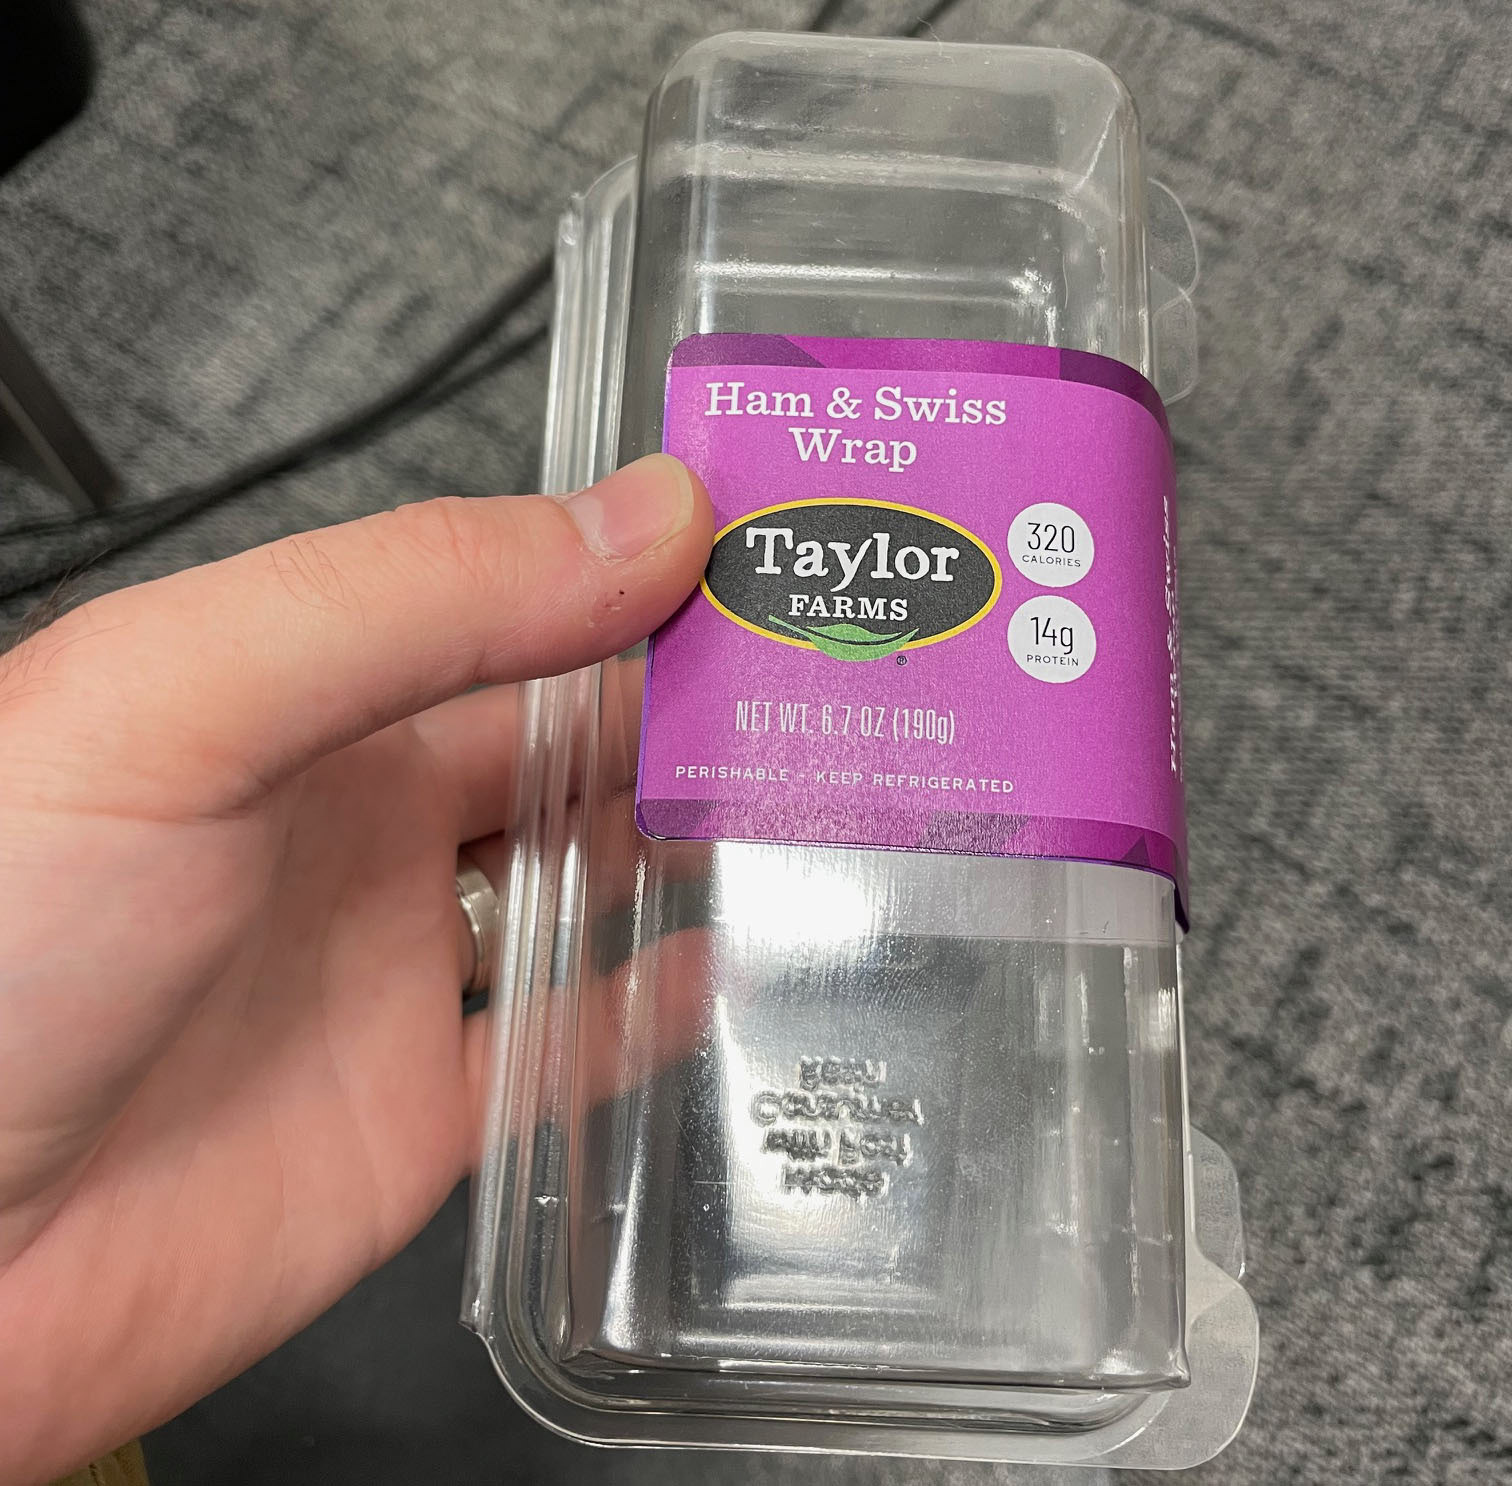 Ham & Swiss
Wrap
Taylor
FARMS
®
320
CALORIES
14g
PROTEIN
NET WT. 6.7 OZ (190g)
PERISHABLE - KEEP REFRIGERATED